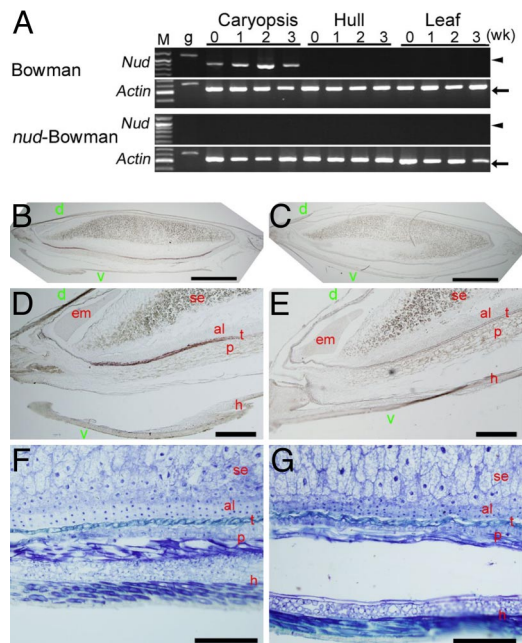 A
Caryopsis Hull Leaf
M g 0 1 2 3 0 1 2 3 0 1 2 3 (wk)
Bowman Nud
Actin
nud-Bowman Nud
Actin
B d v
C v
D d se em al t p h v
E d se em al t p h v
F se al t p h
G se al t p h